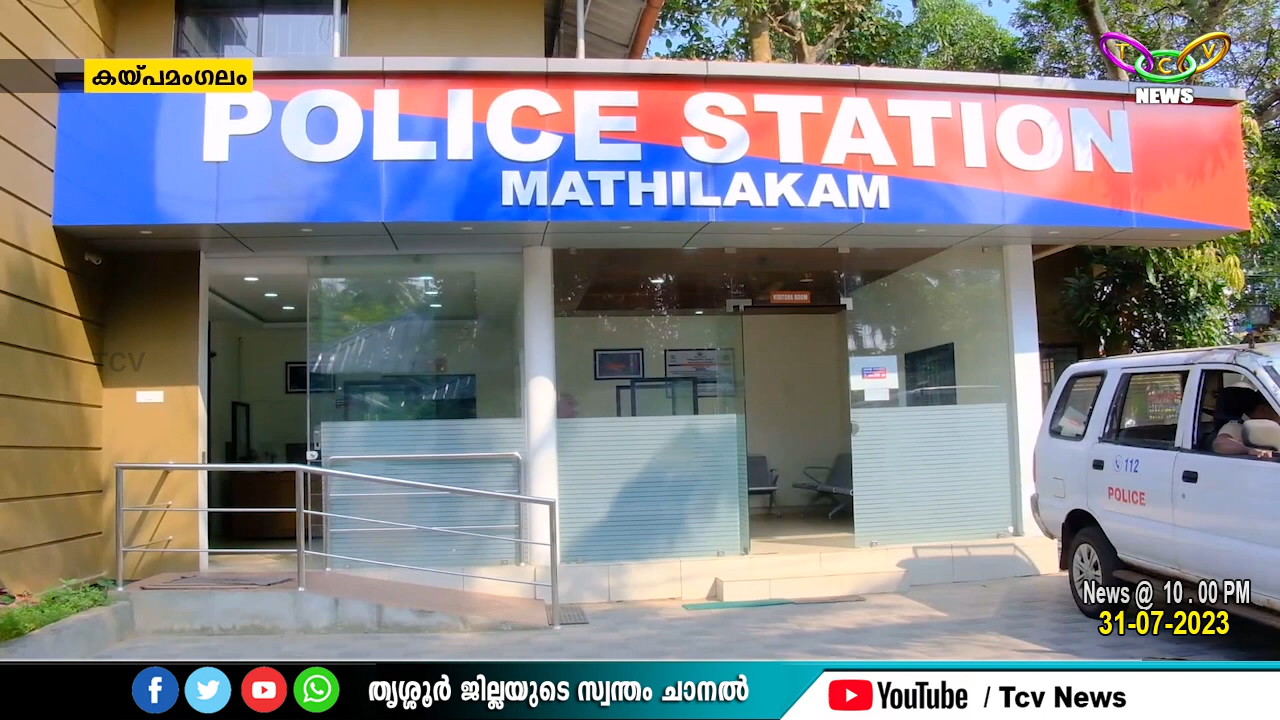 കയ്പമംഗലം
T C V
NEWS
POLICE STATION
MATHILAKAM
VISITORS ROOM
TCV
112
POLICE
News @ 10 . 00 PM
31-07-2023
തൃശ്ശൂർ ജില്ലയുടെ സ്വന്തം ചാനൽ
YouTube / Tcv News